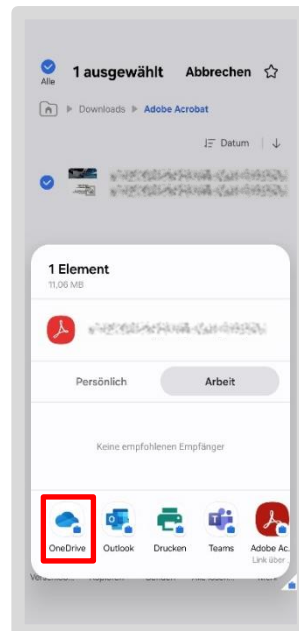 Alle
1 ausgewählt Abbrechen
Downloads Adobe Acrobat
Datum
1 Element
11,06 MB
Persönlich Arbeit
Keine empfohlenen Empfänger
OneDrive Outlook Drucken Teams Adobe Ac.
Link über